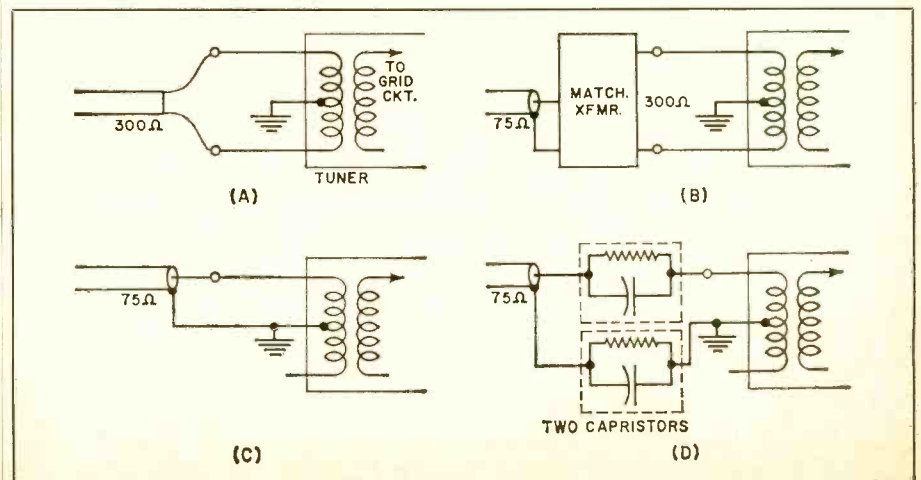 300Ω
TO
GRID
CKT.
TUNER
(A)
75Ω
MATCH.
XFMR.
300Ω
(B)
75Ω
(C)
75Ω
TWO CAPRISTORS
(D)